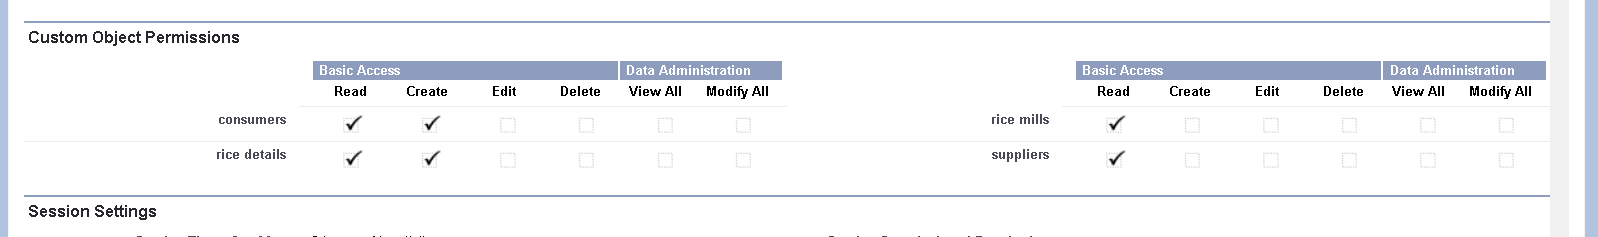 Custom Object Permissions
Basic Access Data Administration Basic Access Data Administration
Read Create Edit Delete View All Modify All Read Create Edit Delete View All Modify All
consumers rice mills
rice details suppliers
Session Settings